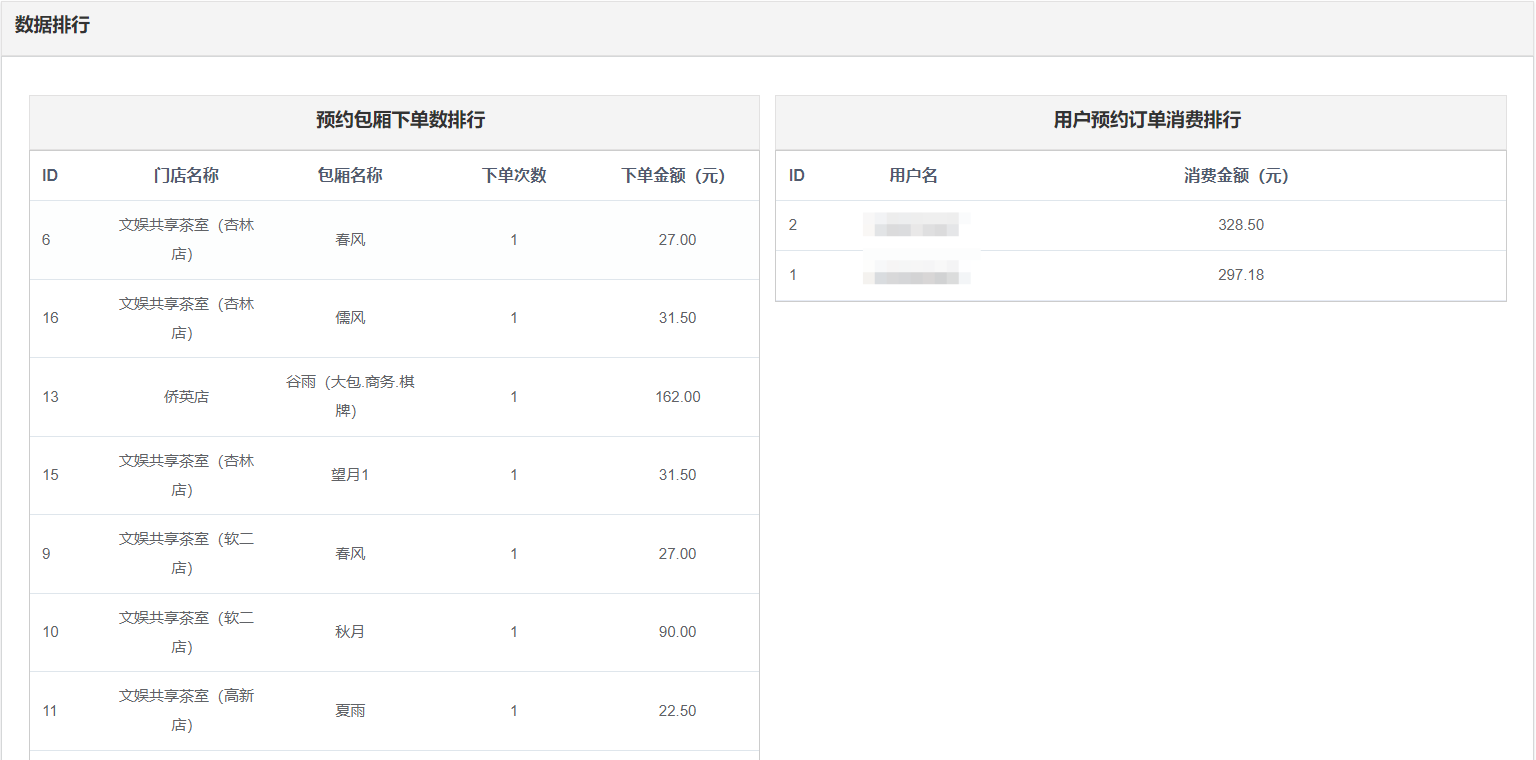 数据排行
预约包厢下单数排行
ID 门店名称 包厢名称 下单次数 下单金额（元）
6 文娱共享茶室（杏林店） 春风 1 27.00
16 文娱共享茶室（杏林店） 儒风 1 31.50
13 侨英店 谷雨（大包.商务.棋牌） 1 162.00
15 文娱共享茶室（杏林店） 望月1 1 31.50
9 文娱共享茶室（软二店） 春风 1 27.00
10 文娱共享茶室（软二店） 秋月 1 90.00
11 文娱共享茶室（高新店） 夏雨 1 22.50
用户预约订单消费排行
ID 用户名 消费金额（元）
2 328.50
1 297.18